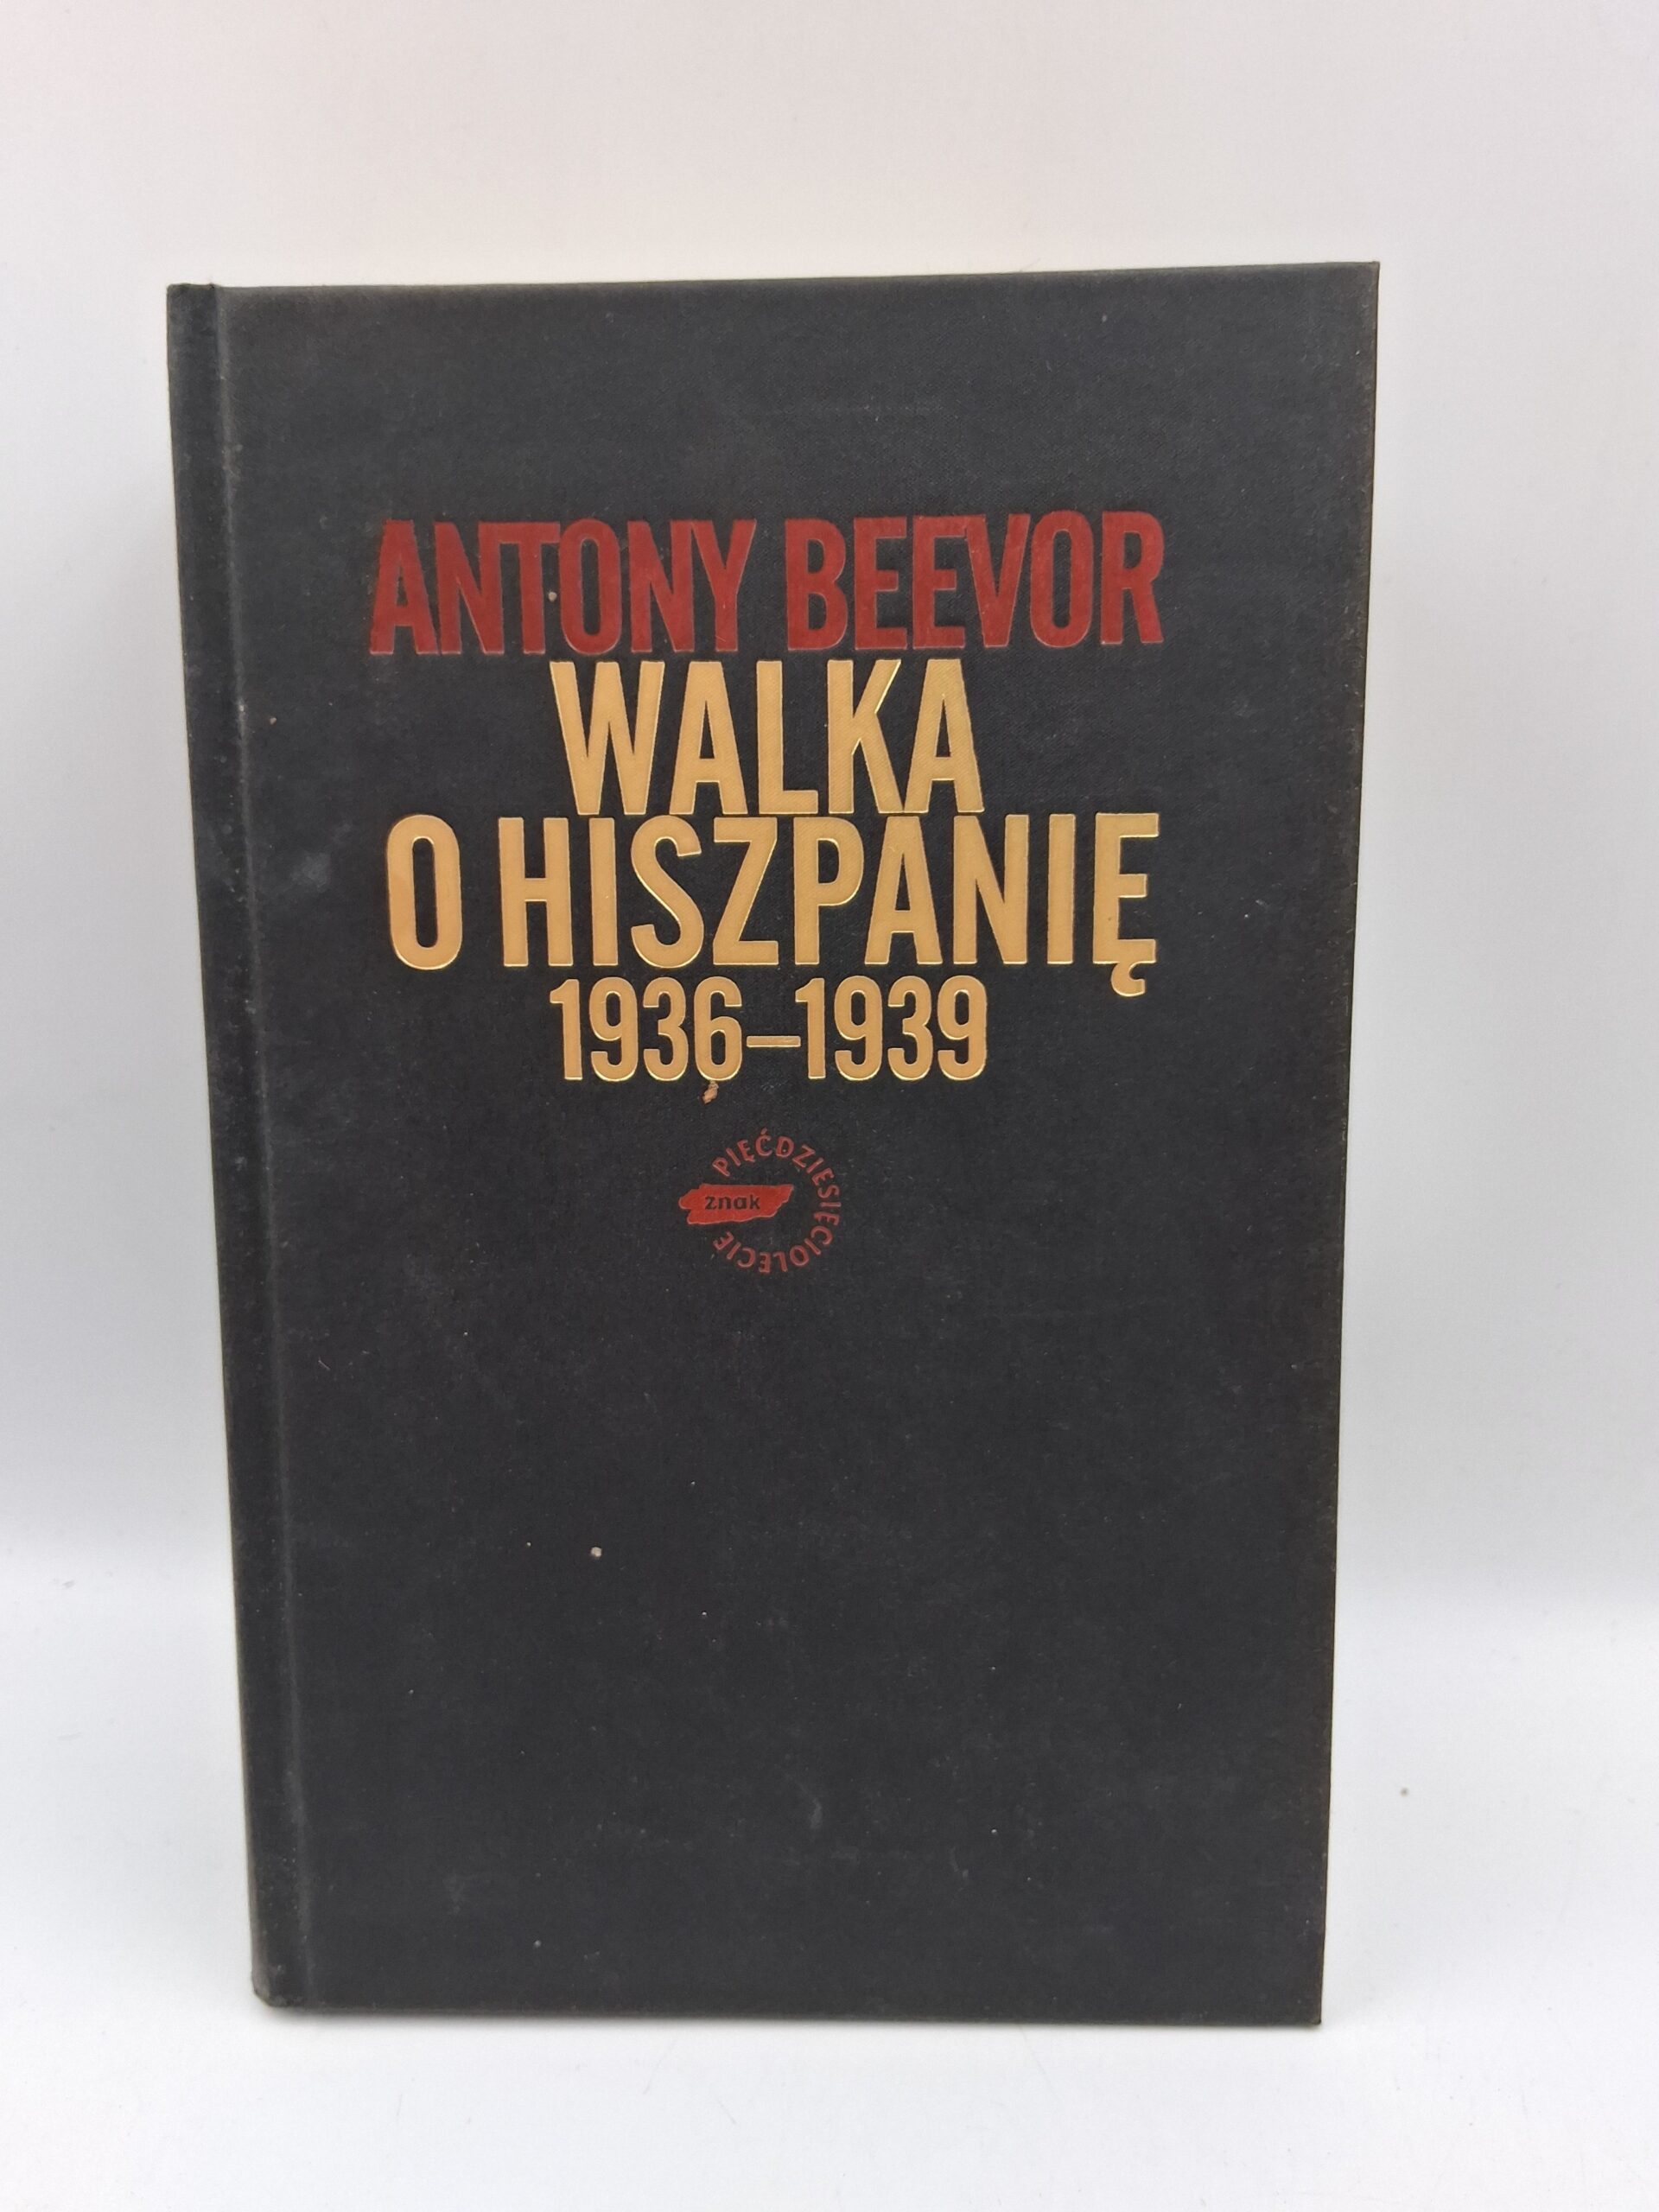 ANTONY BEEVOR
WALKA
O HISZPANIĘ
1936–1939
PIĘĆDZIESIĘCIOLECIE
znak